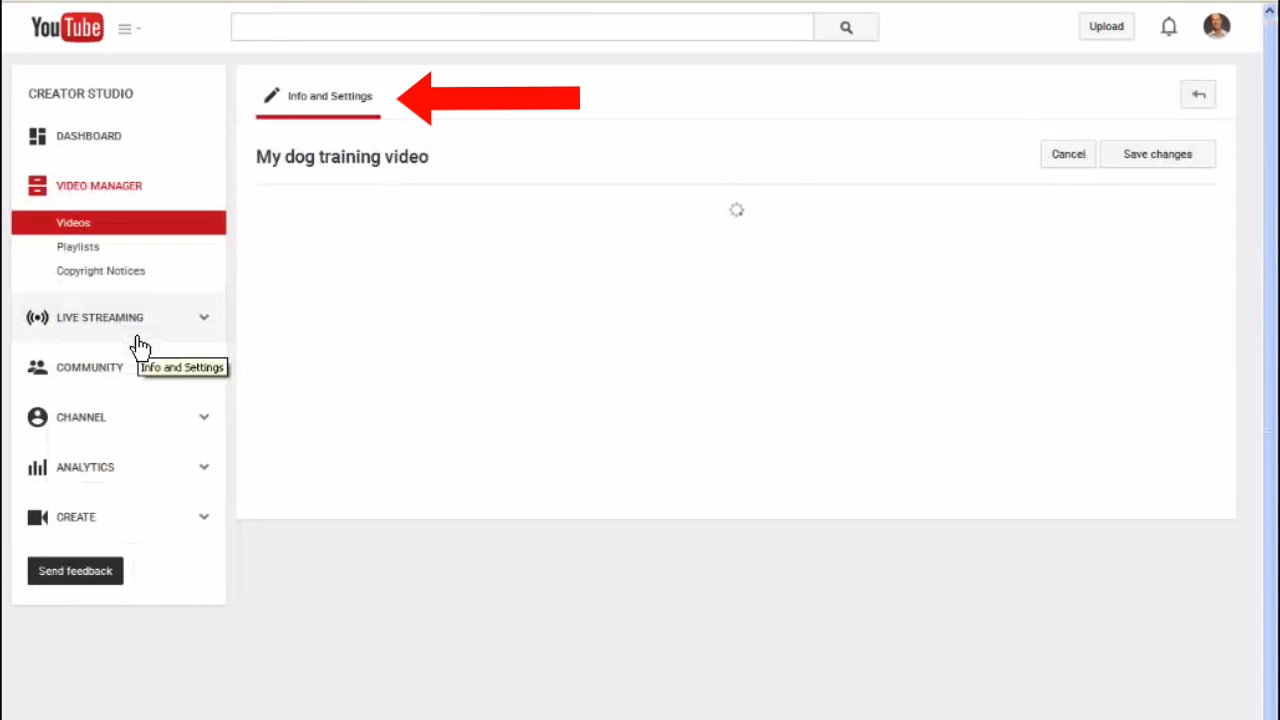 YouTube
Upload
CREATOR STUDIO
DASHBOARD
VIDEO MANAGER
Videos
Playlists
Copyright Notices
LIVE STREAMING
COMMUNITY
Info and Settings
CHANNEL
ANALYTICS
CREATE
Send feedback
Info and Settings
My dog training video
Cancel
Save changes